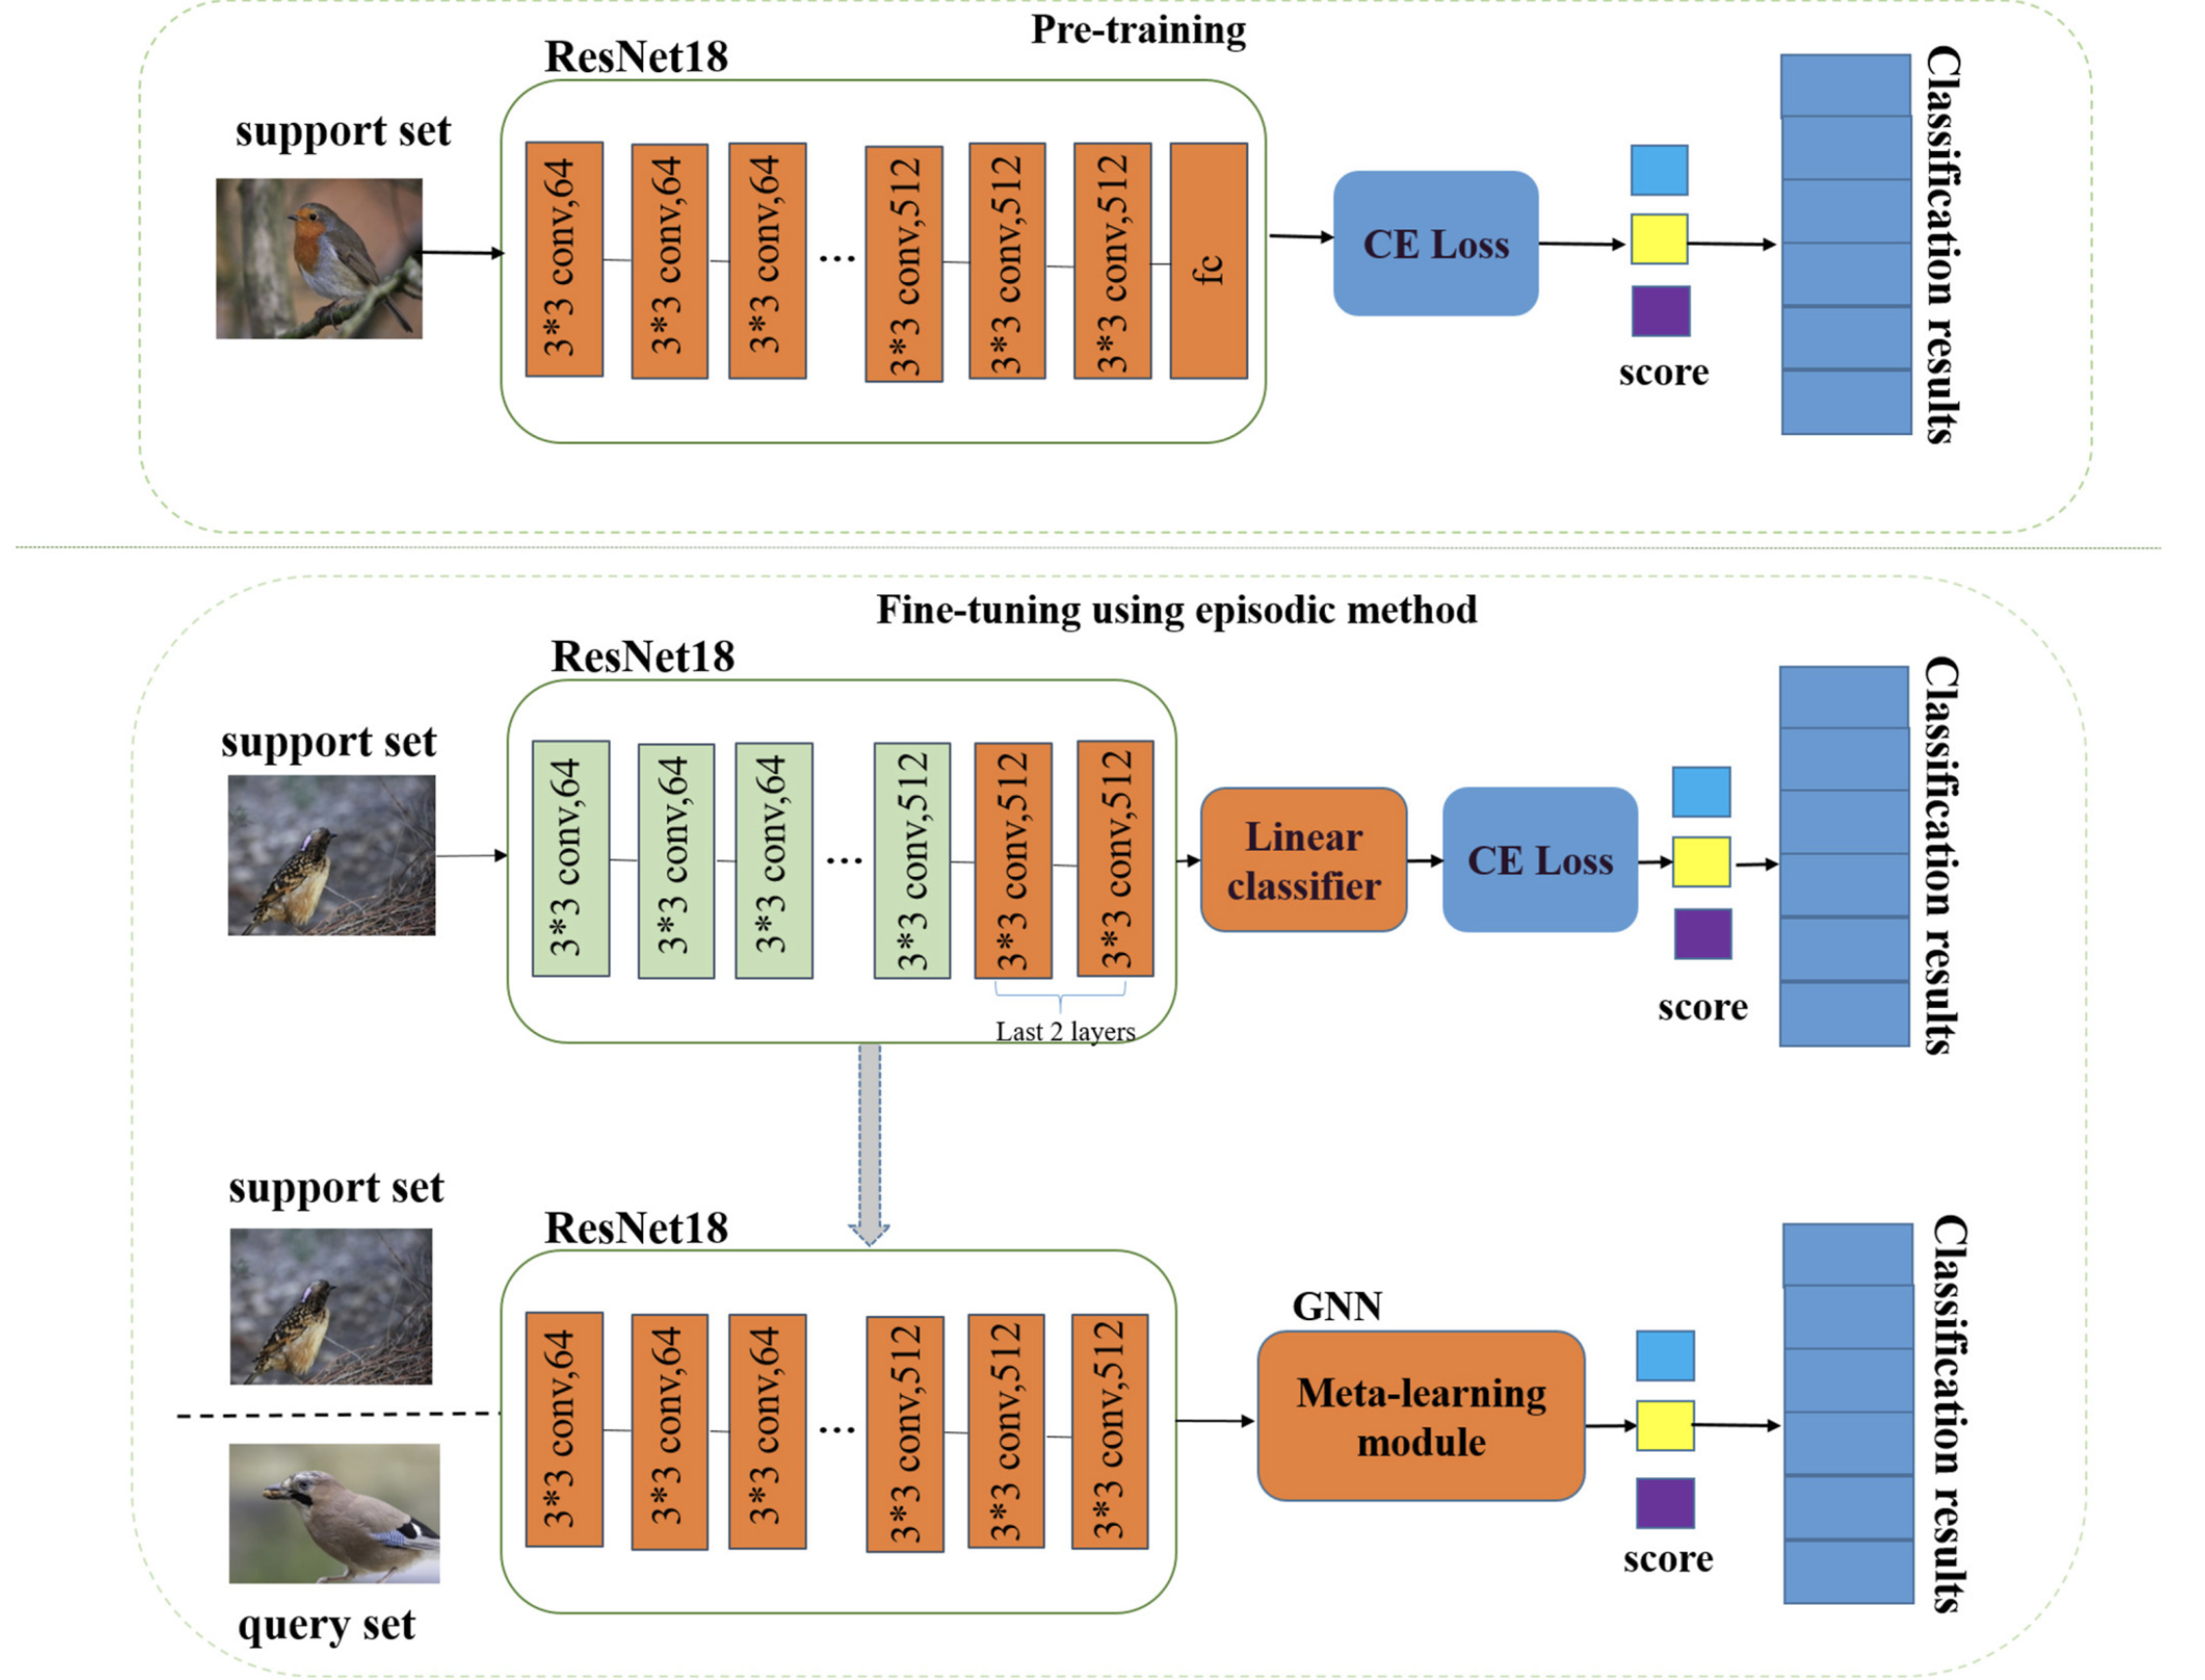 Pre-training
ResNet18
support set
3*3 conv,64
3*3 conv,64
3*3 conv,64
...
3*3 conv,512
3*3 conv,512
3*3 conv,512
fc
CE Loss
score
Classification results
Fine-tuning using episodic method
ResNet18
support set
3*3 conv,64
3*3 conv,64
3*3 conv,64
...
3*3 conv,512
3*3 conv,512
3*3 conv,512
Last 2 layers
Linear
classifier
CE Loss
score
Classification results
support set
query set
ResNet18
3*3 conv,64
3*3 conv,64
3*3 conv,64
...
3*3 conv,512
3*3 conv,512
3*3 conv,512
GNN
Meta-learning
module
score
Classification results